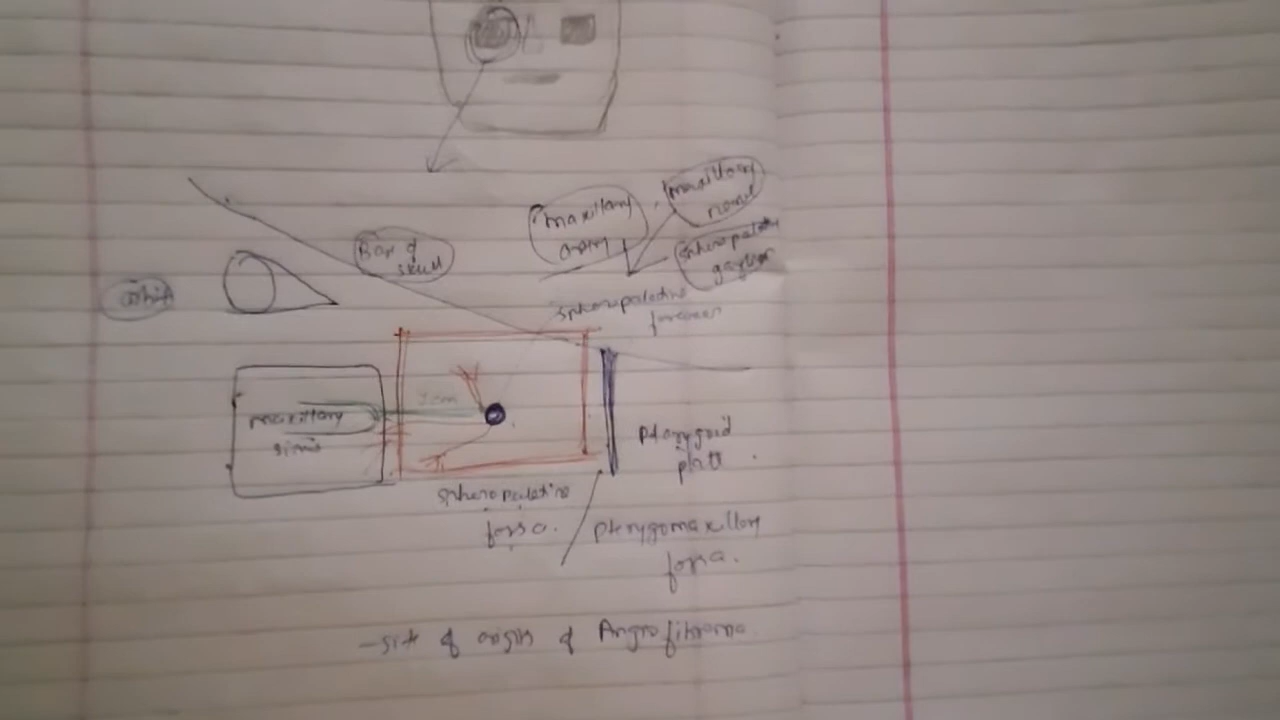 maxillary
nerve
maxillary
artery
Base of
skull
sphenopalatine
orbit
sphenopalatine
foramen
maxillary
sinus
Pterygoid
plate
sphenopalatine
fossa.
Pterygomaxillary
fossa.
- site of origin of Angiofibroma